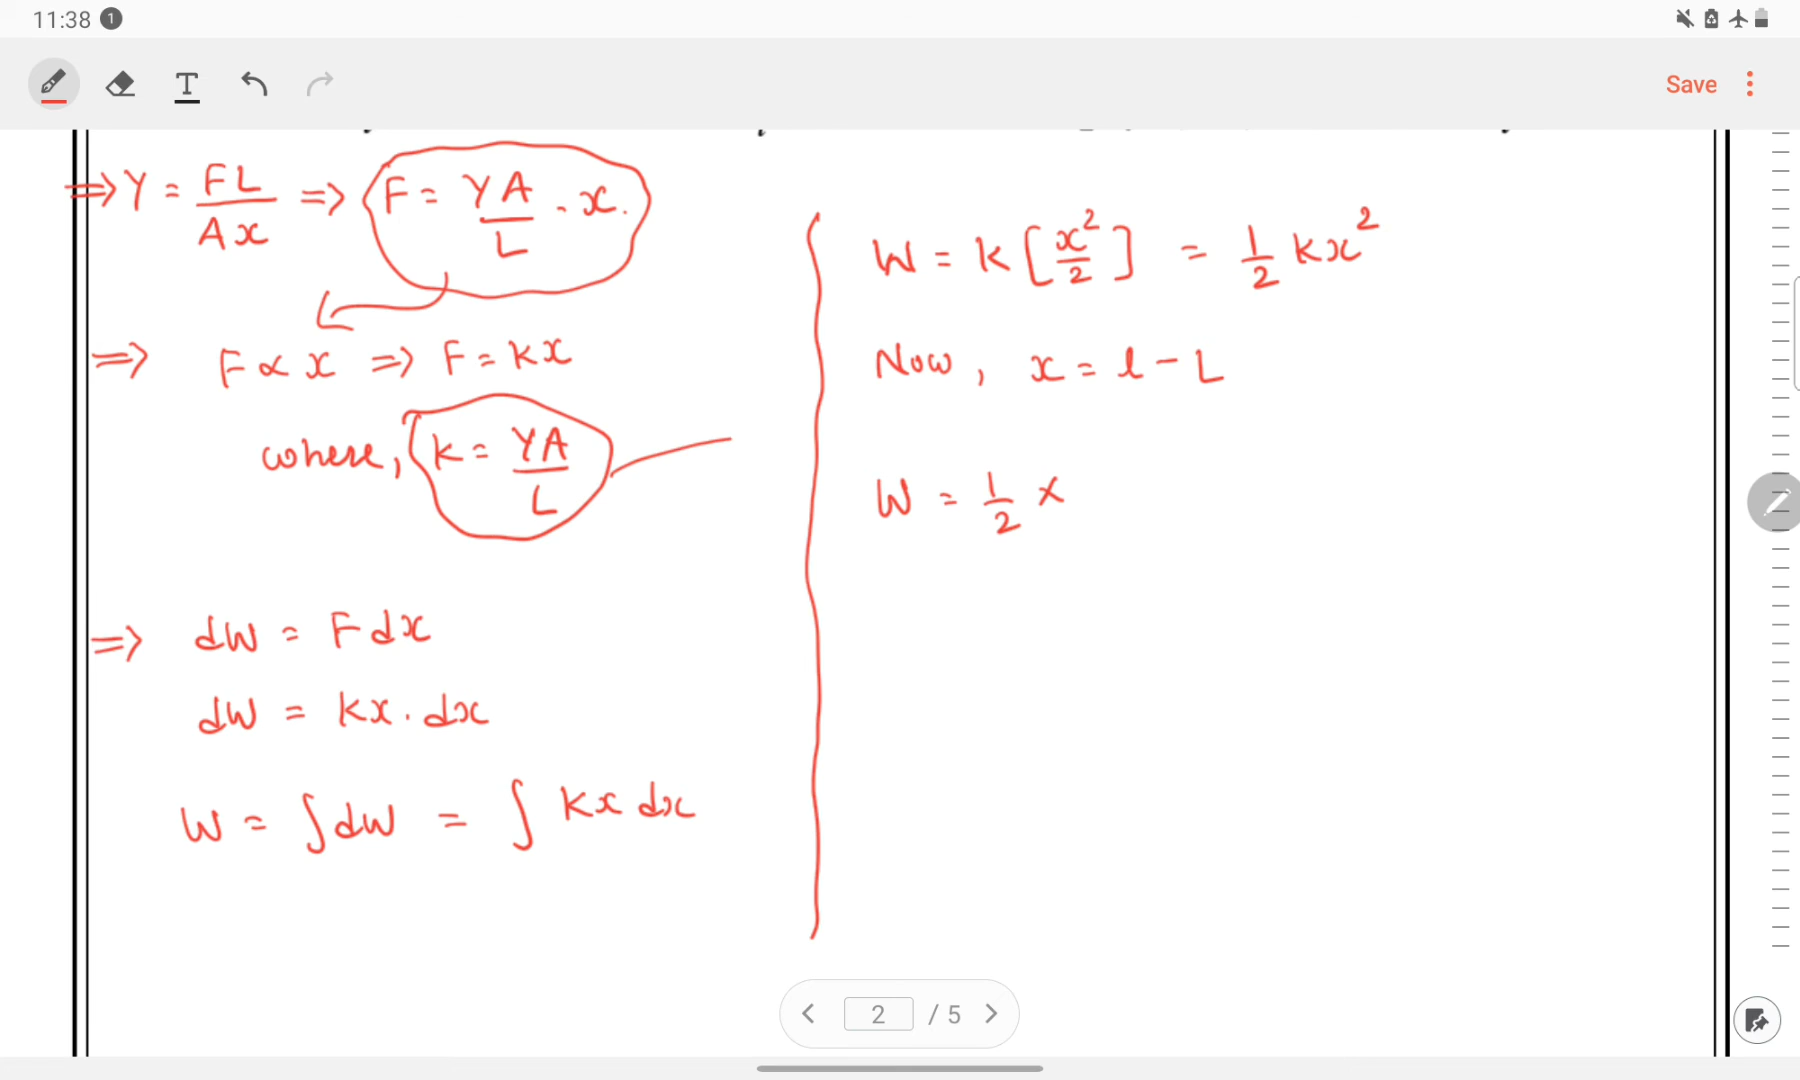 11:38 1
T Save
⇒ Y = FL/AX ⇒ F = YA/L . x.
⇒ F ∝ x ⇒ F = kx
where, k = YA/L
⇒ dW = F dx
dW = kx . dx
W = ∫dW = ∫ kx dx
W = k [x²/2] = 1/2 kx²
Now, x = l - L
W = 1/2 x
2 / 5